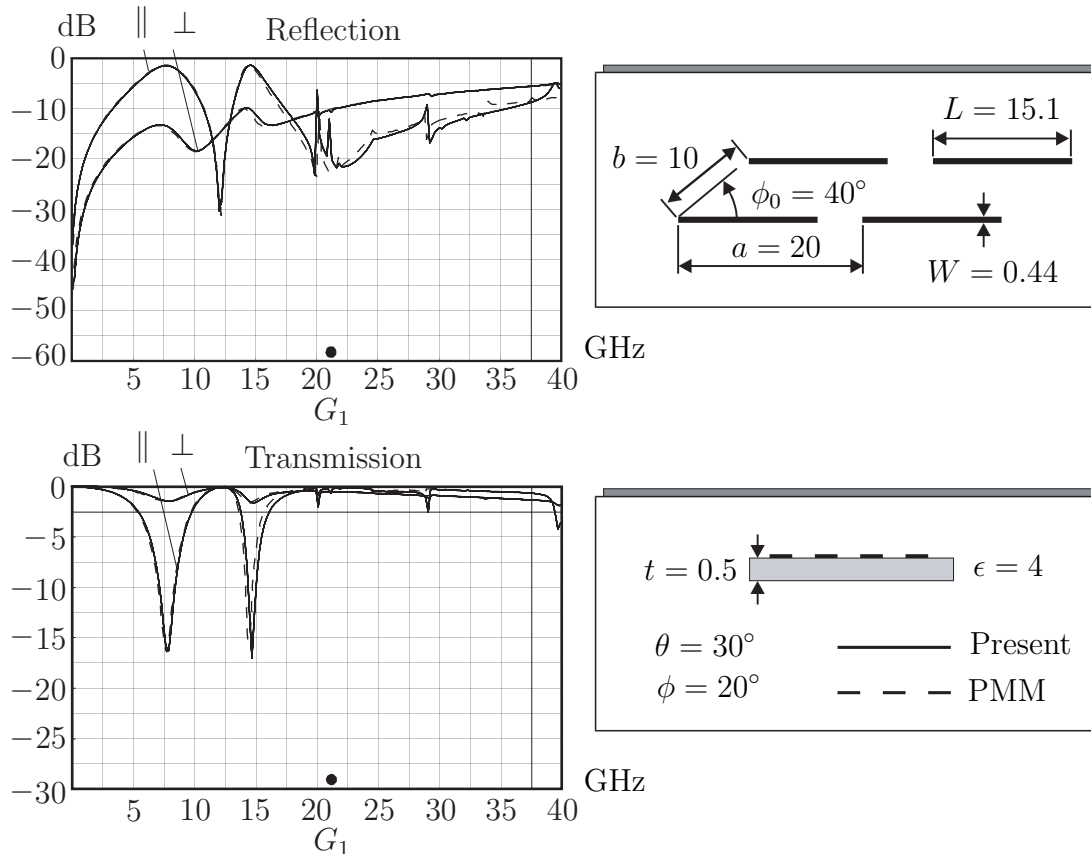 dB ∥ ⊥ Reflection
0
−10
−20
−30
−40
−50
−60
5 10 15 20 25 30 35 40
GHz
G₁
L = 15.1
b = 10
ϕ₀ = 40°
a = 20
W = 0.44
dB ∥ ⊥ Transmission
0
−5
−10
−15
−20
−25
−30
5 10 15 20 25 30 35 40
GHz
G₁
t = 0.5
ϵ = 4
θ = 30°
ϕ = 20°
Present
PMM